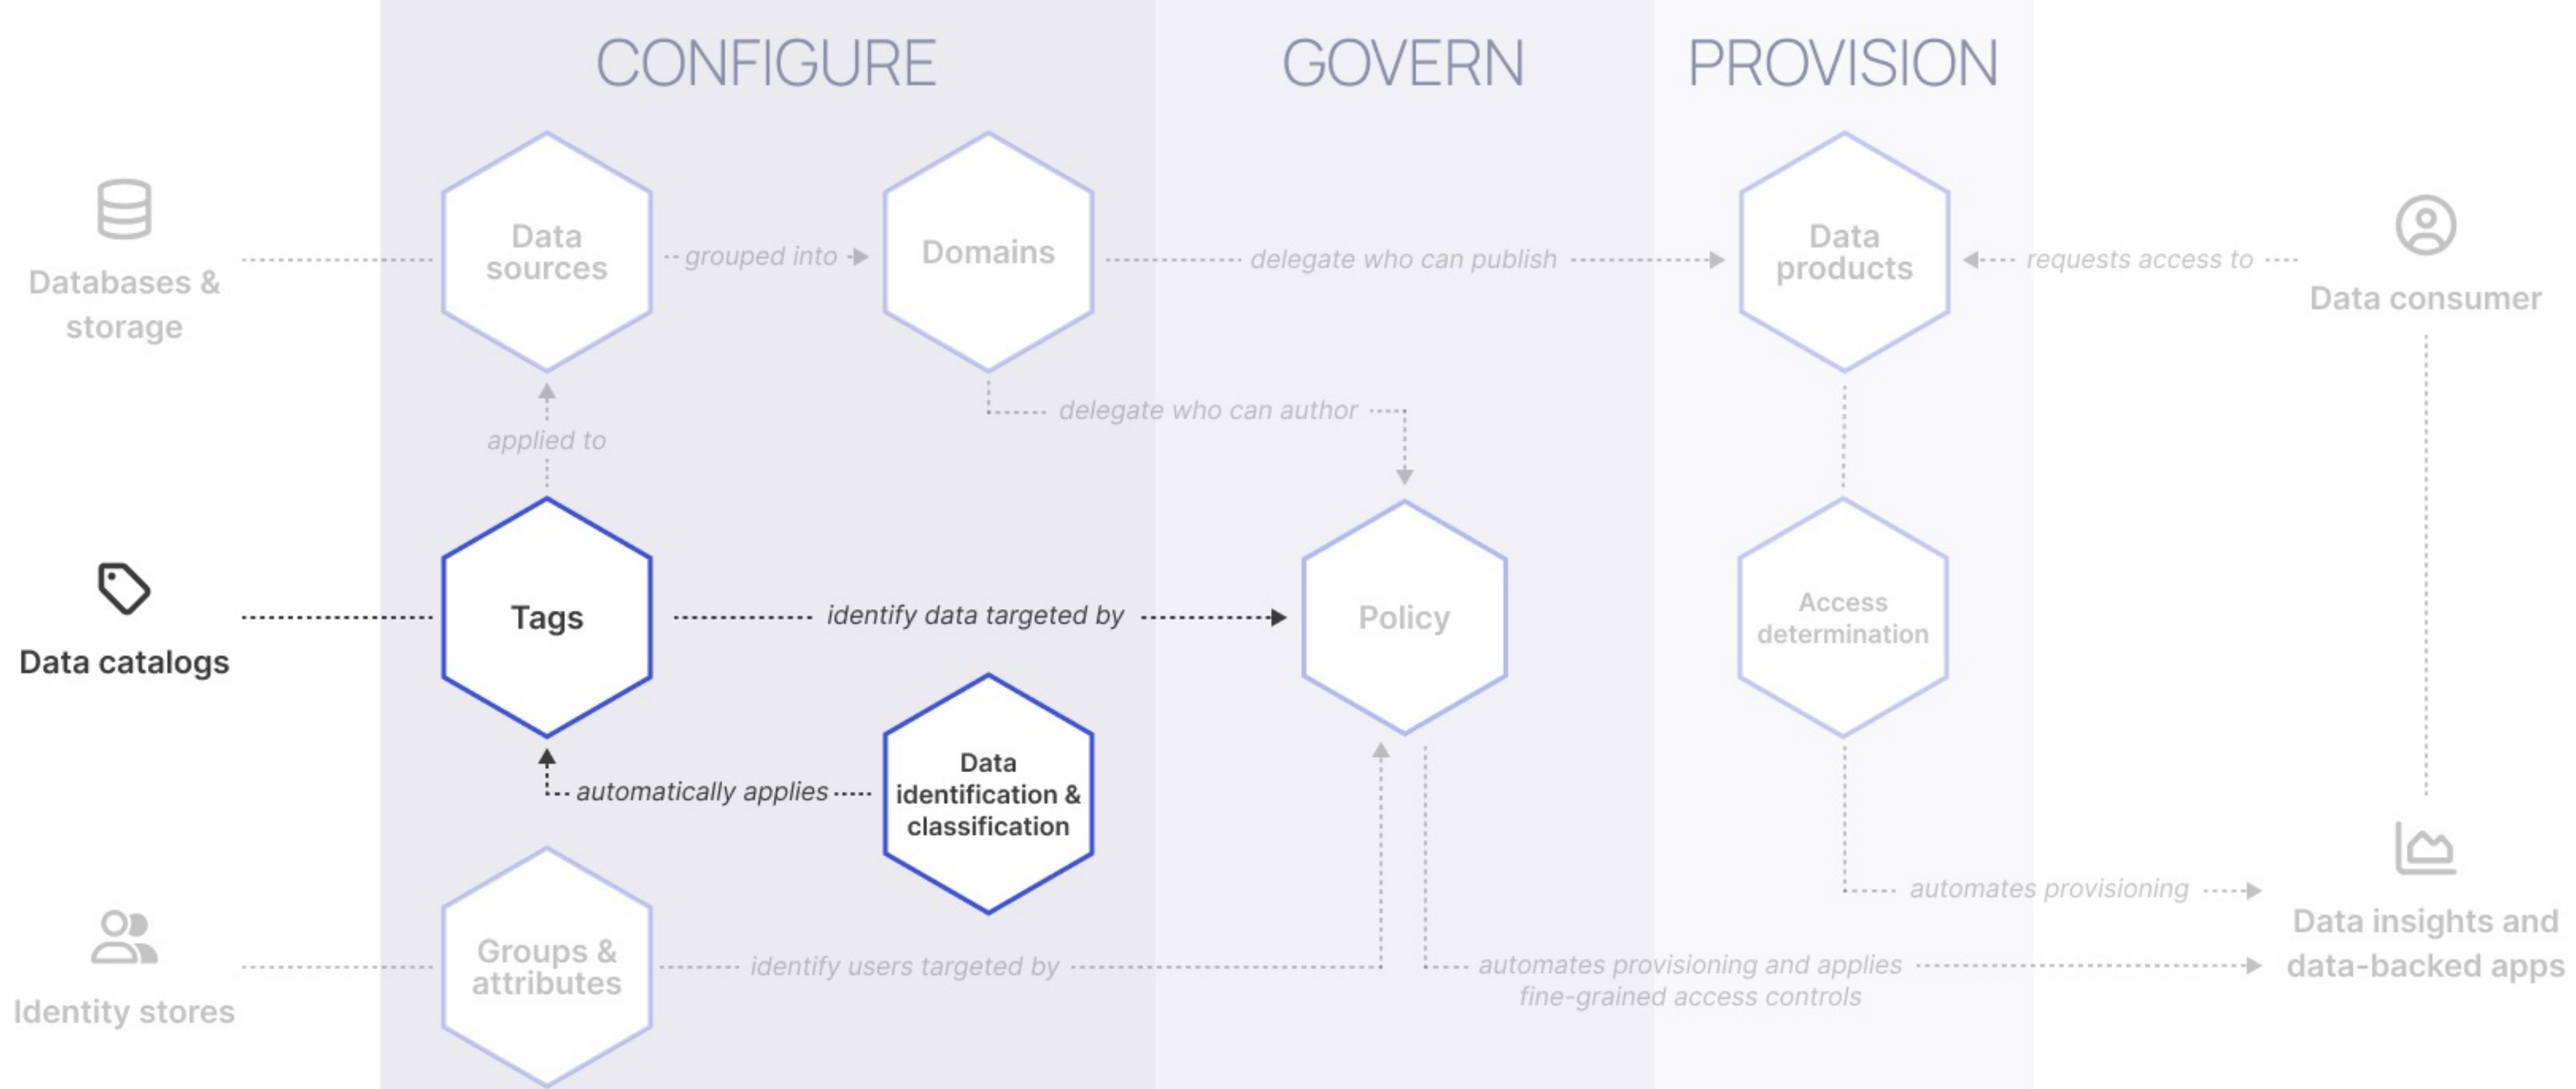 CONFIGURE
GOVERN
PROVISION
Databases &
storage
Data
sources
grouped into
Domains
delegate who can publish
Data
products
requests access to
Data consumer
delegate who can author
applied to
Data catalogs
Tags
identify data targeted by
Policy
Access
determination
automatically applies
Data
identification &
classification
Identity stores
Groups &
attributes
identify users targeted by
automates provisioning
automates provisioning and applies
fine-grained access controls
Data insights and
data-backed apps